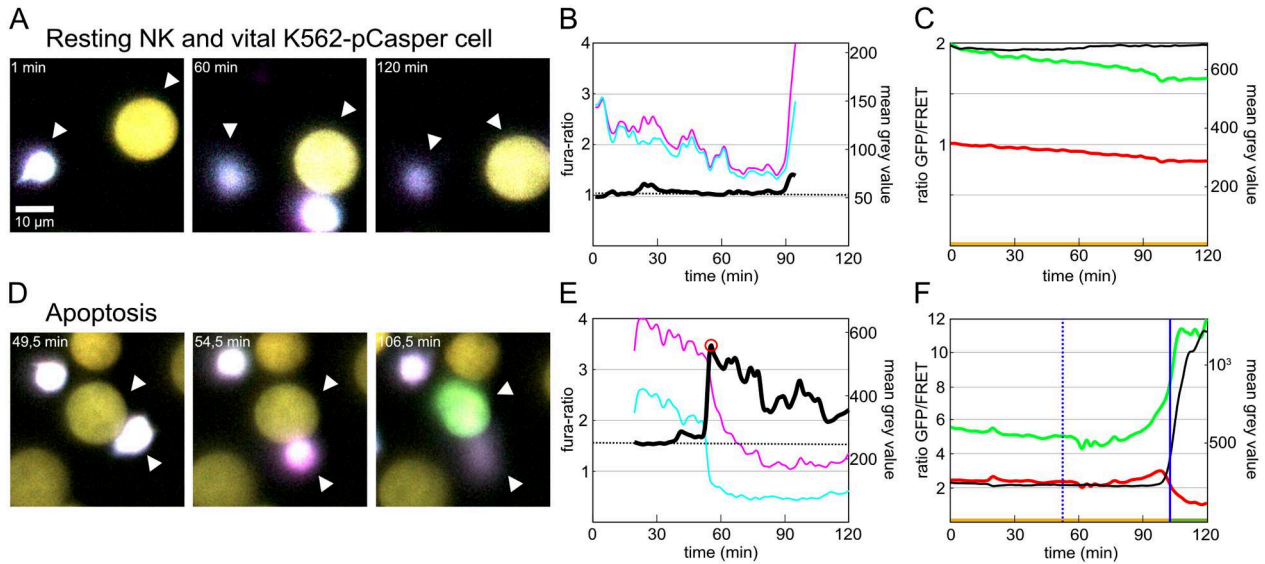 A
Resting NK and vital K562-pCasper cell
1 min
60 min
120 min
10 µm
B
4
3
2
1
fura-ratio
200
150
100
50
mean grey value
0
30
60
90
120
time (min)
C
2
1
ratio GFP/FRET
600
400
200
mean grey value
0
30
60
90
120
time (min)
D
Apoptosis
49,5 min
54,5 min
106,5 min
E
4
3
2
1
fura-ratio
600
400
200
mean grey value
0
30
60
90
120
time (min)
F
12
10
8
6
4
2
ratio GFP/FRET
10³
500
mean grey value
0
30
60
90
120
time (min)